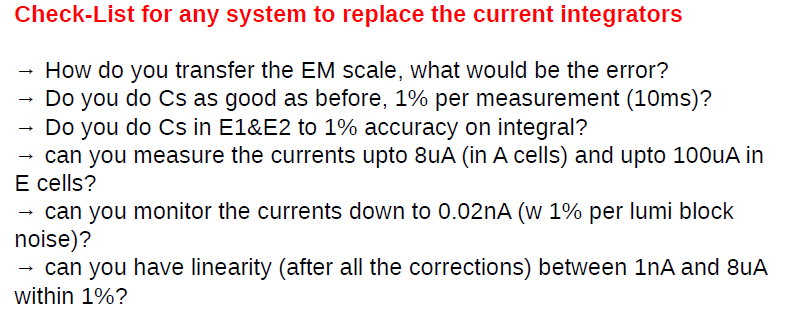 Check-List for any system to replace the current integrators
→ How do you transfer the EM scale, what would be the error?
→ Do you do Cs as good as before, 1% per measurement (10ms)?
→ Do you do Cs in E1&E2 to 1% accuracy on integral?
→ can you measure the currents upto 8uA (in A cells) and upto 100uA in
E cells?
→ can you monitor the currents down to 0.02nA (w 1% per lumi block
noise)?
→ can you have linearity (after all the corrections) between 1nA and 8uA
within 1%?